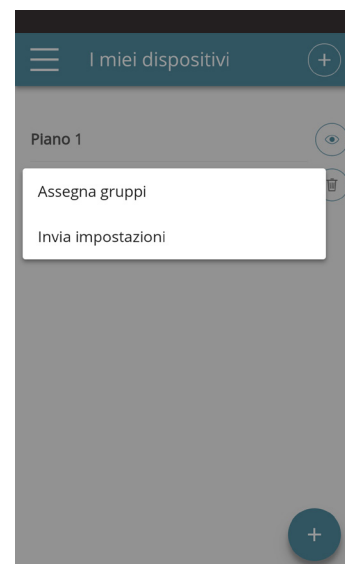 I miei dispositivi
Piano 1
Assegna gruppi
Invia impostazioni